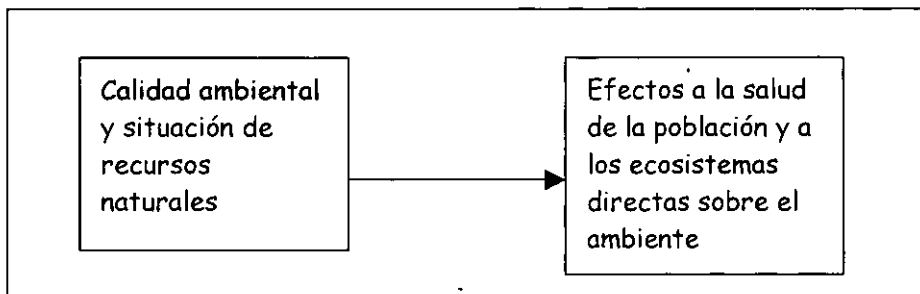 Calidad ambiental
y situación de
recursos
naturales
Efectos a la salud
de la población y a
los ecosistemas
directas sobre el
ambiente